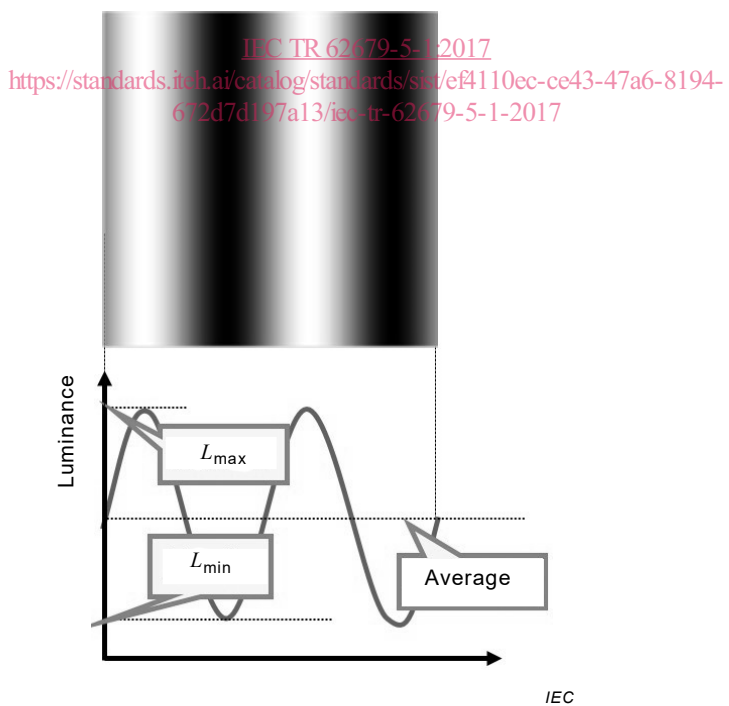 IEC TR 62679-5-1:2017
https://standards.iteh.ai/catalog/standards/sist/ef4110ec-ce43-47a6-8194-
672d7d197a13/iec-tr-62679-5-1-2017
Luminance
Lmax
Lmin
Average
IEC